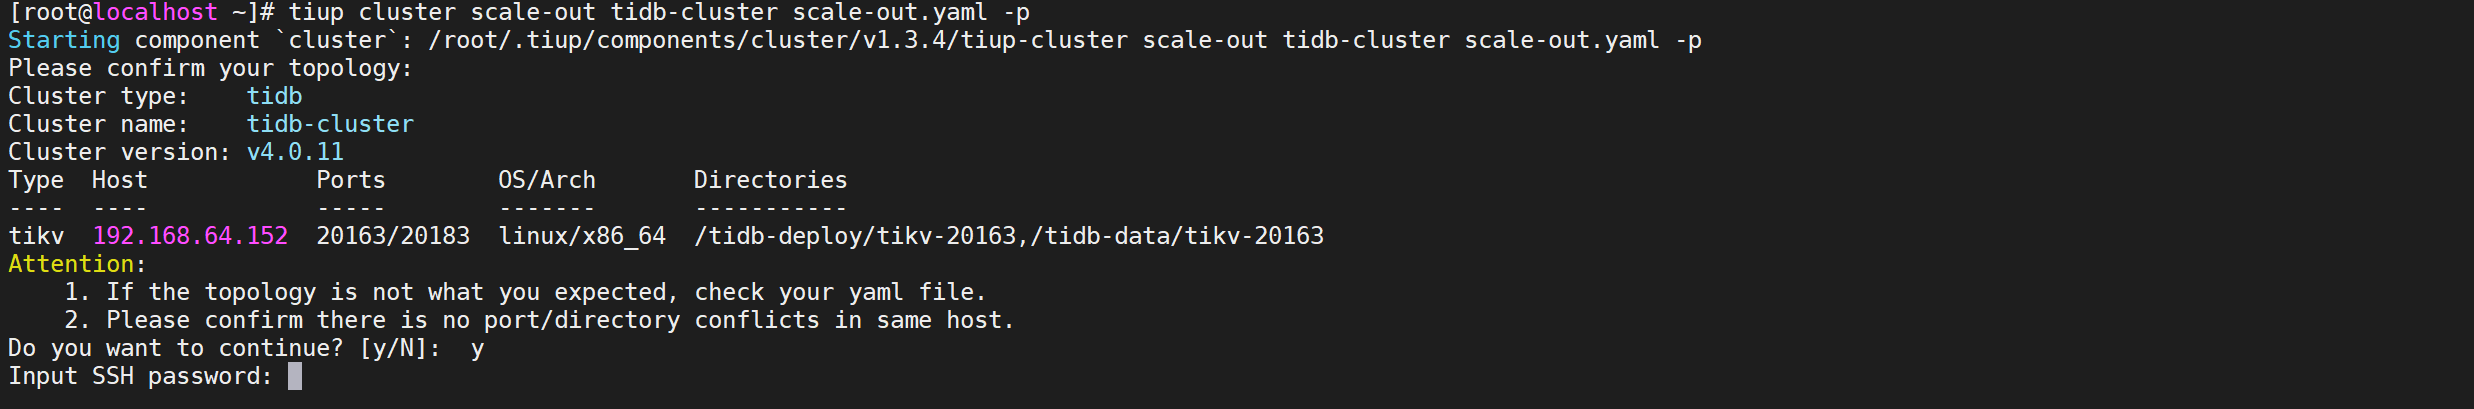 [root@localhost ~]# tiup cluster scale-out tidb-cluster scale-out.yaml -p
Starting component `cluster`: /root/.tiup/components/cluster/v1.3.4/tiup-cluster scale-out tidb-cluster scale-out.yaml -p
Please confirm your topology:
Cluster type:    tidb
Cluster name:    tidb-cluster
Cluster version: v4.0.11
Type  Host            Ports        OS/Arch       Directories
----  ----            -----        -------       -----------
tikv  192.168.64.152  20163/20183  linux/x86_64  /tidb-deploy/tikv-20163,/tidb-data/tikv-20163
Attention:
    1. If the topology is not what you expected, check your yaml file.
    2. Please confirm there is no port/directory conflicts in same host.
Do you want to continue? [y/N]:  y
Input SSH password: